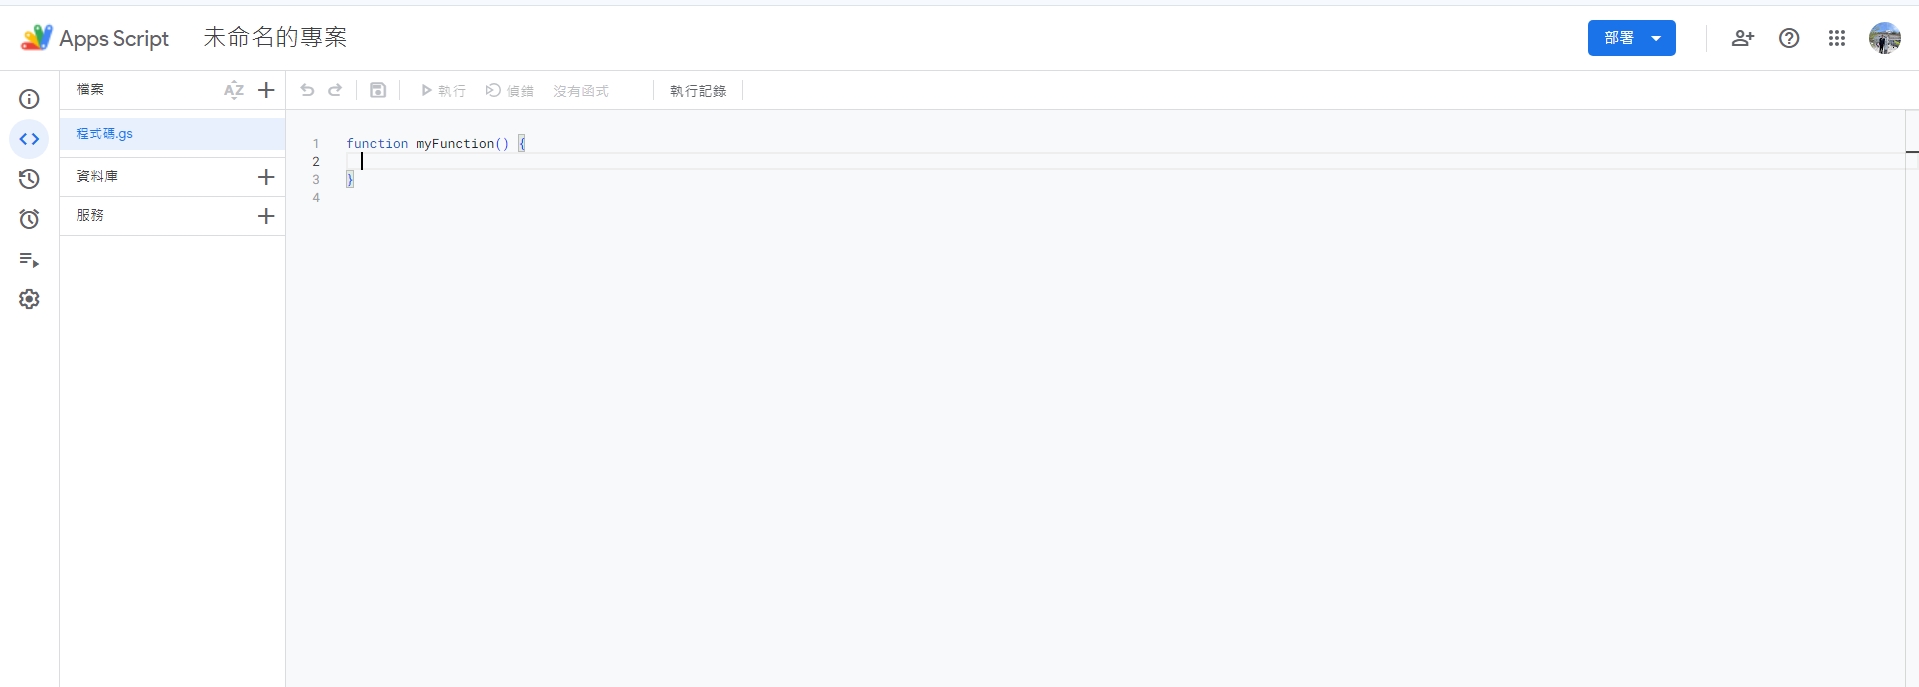 Apps Script 未命名的專案 部署
檔案 AZ
執行 偵錯 沒有函式 執行記錄
程式碼.gs
資料庫
服務
1 function myFunction() {
2
3 }
4